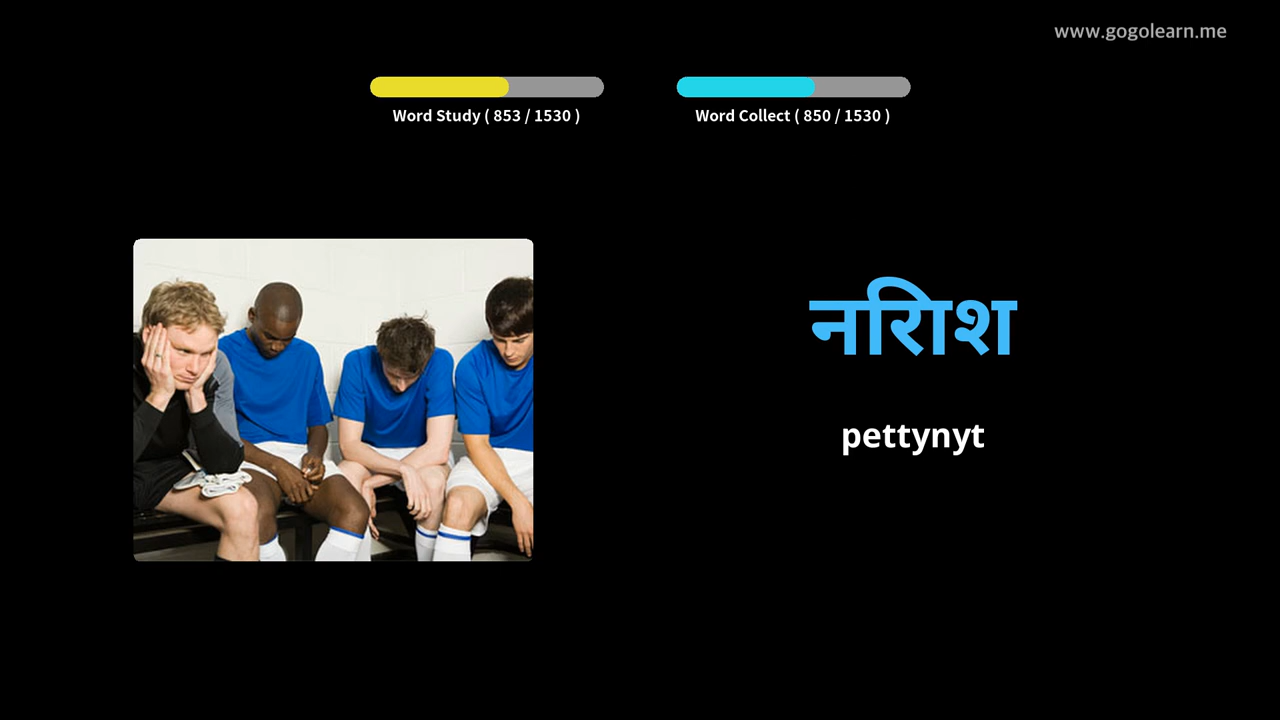 www.gogolearn.me
Word Study ( 853 / 1530 )
Word Collect ( 850 / 1530 )
नरिाश
pettynyt